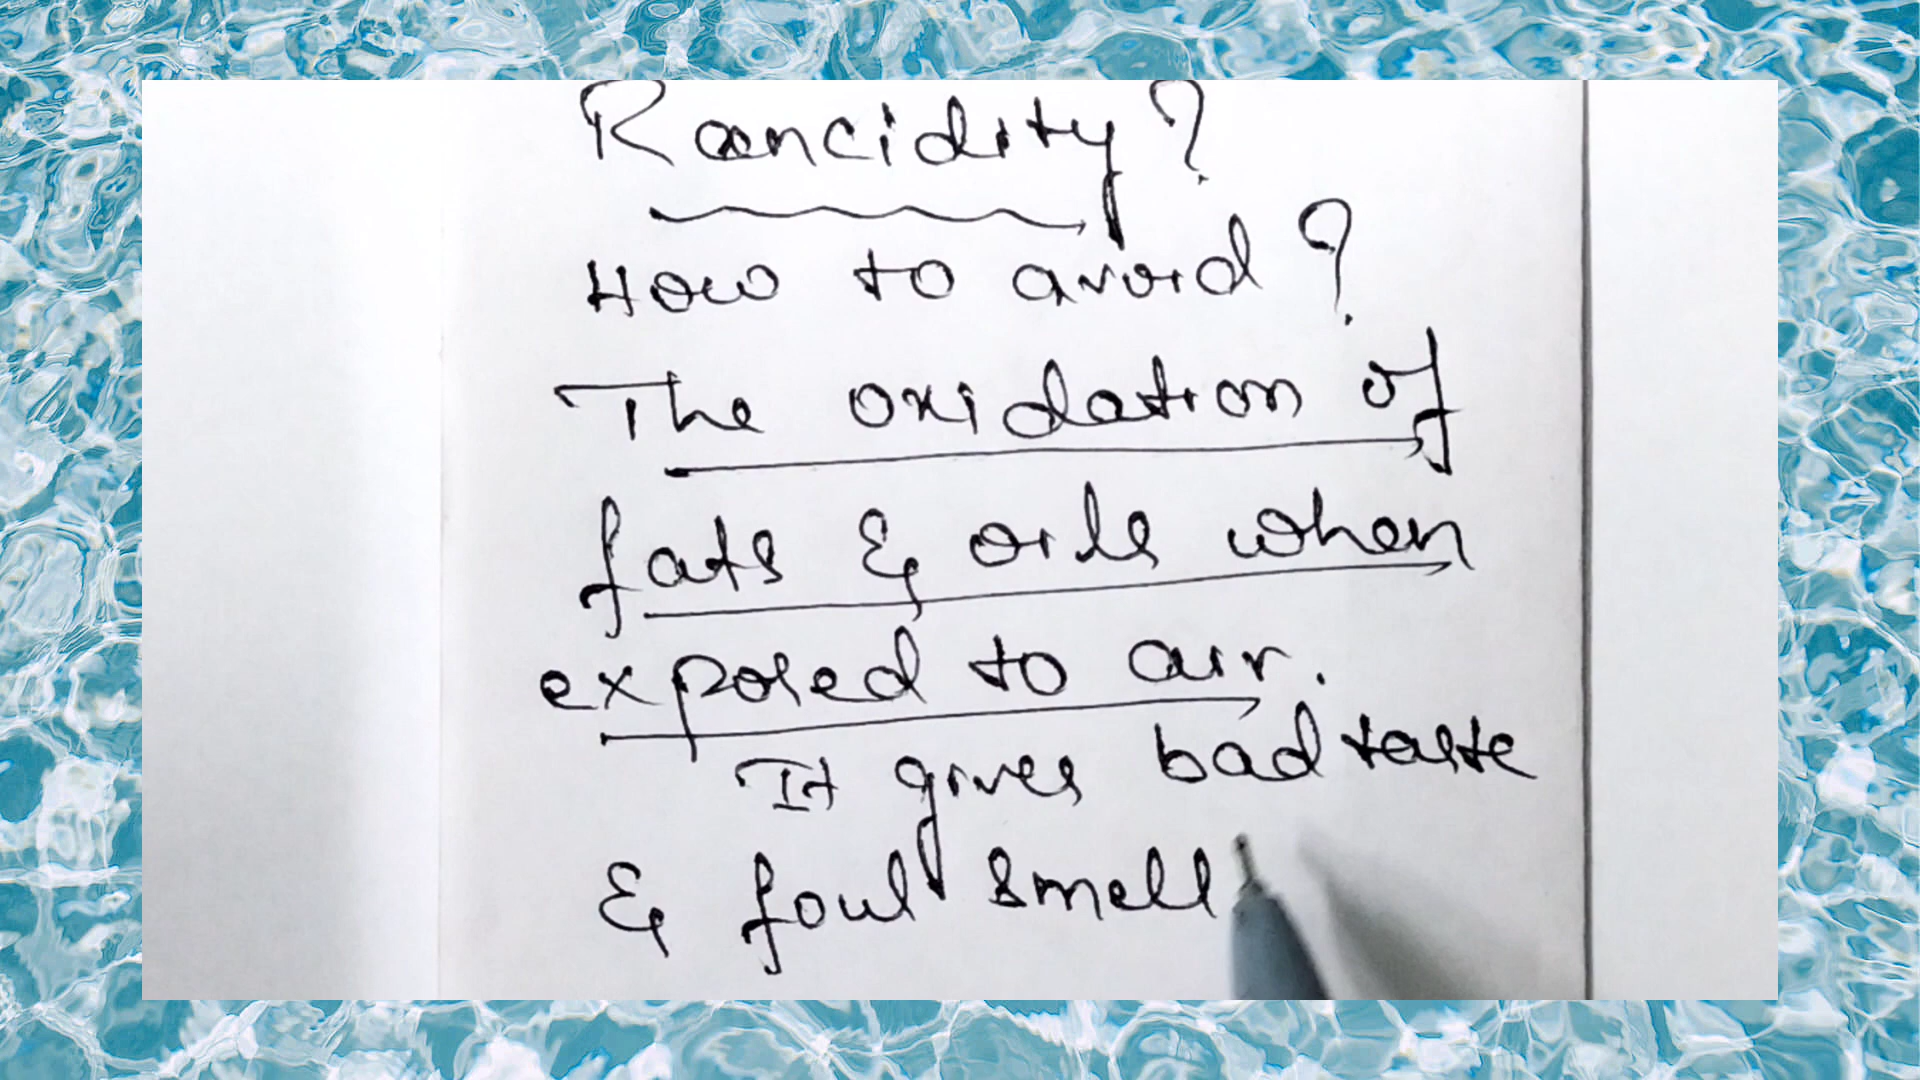 Rancidity?
How to avoid?
The oxidation of
fats & oils when
exposed to air.
It gives bad taste
& foul smell